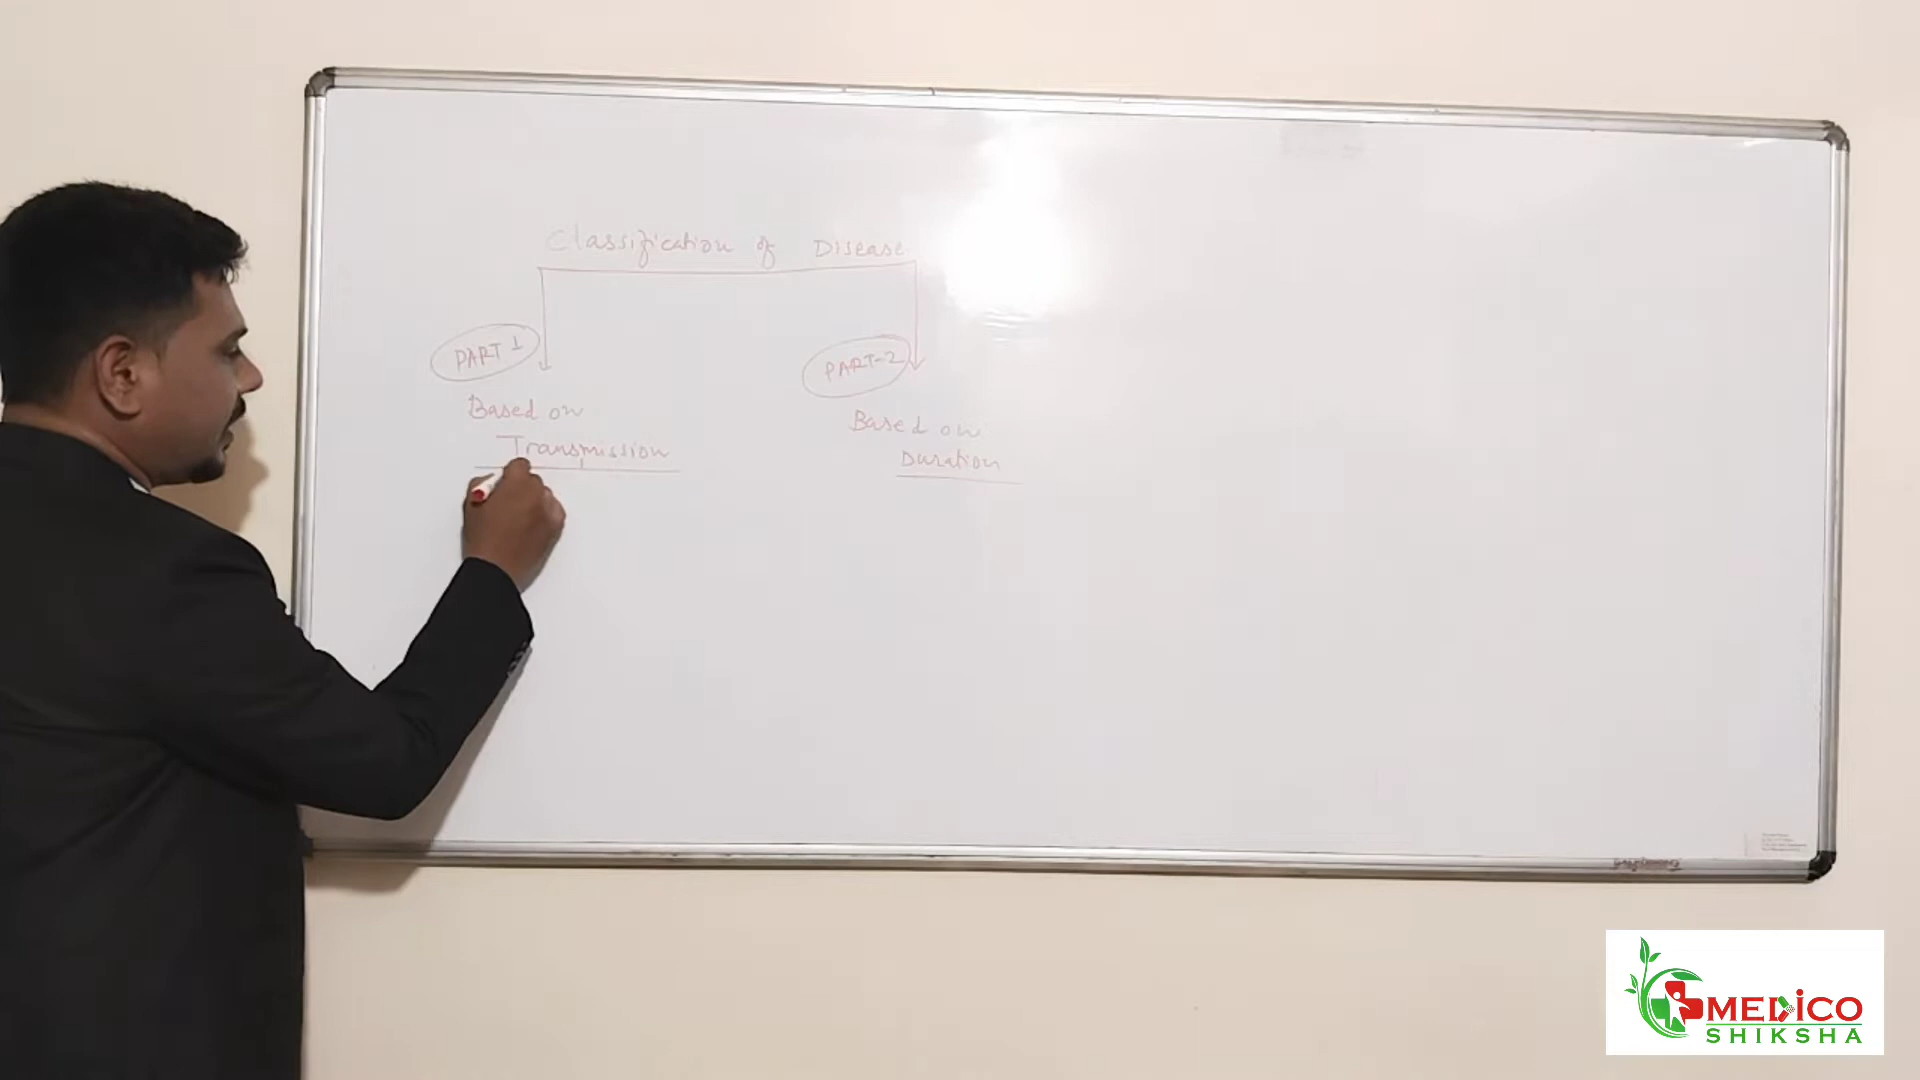 Classification of Disease
PART 1
PART-2
Based on
Transmission
Based on
Duration
MEDiCO
SHIKSHA